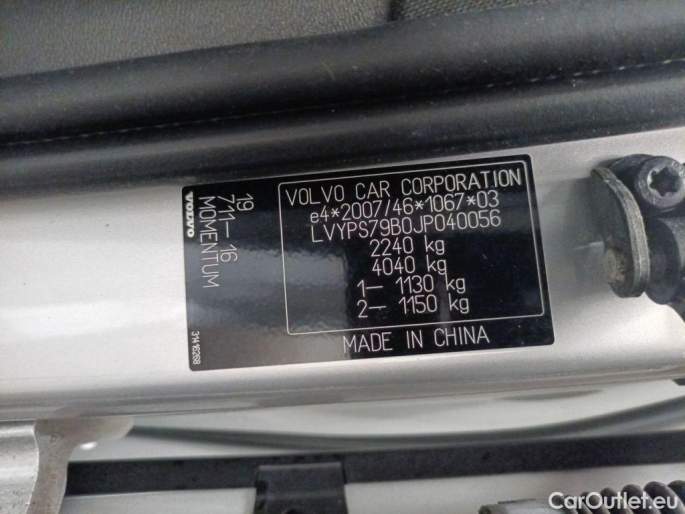 VOLVO CAR CORPORATION
e4*2007/46*1067*03
LVYPS79B0JP040056
2240 kg
4040 kg
1– 1130 kg
2– 1150 kg
MADE IN CHINA
19
711–16
MOMENTUM
VOLVO
31416258
CarOutlet.eu